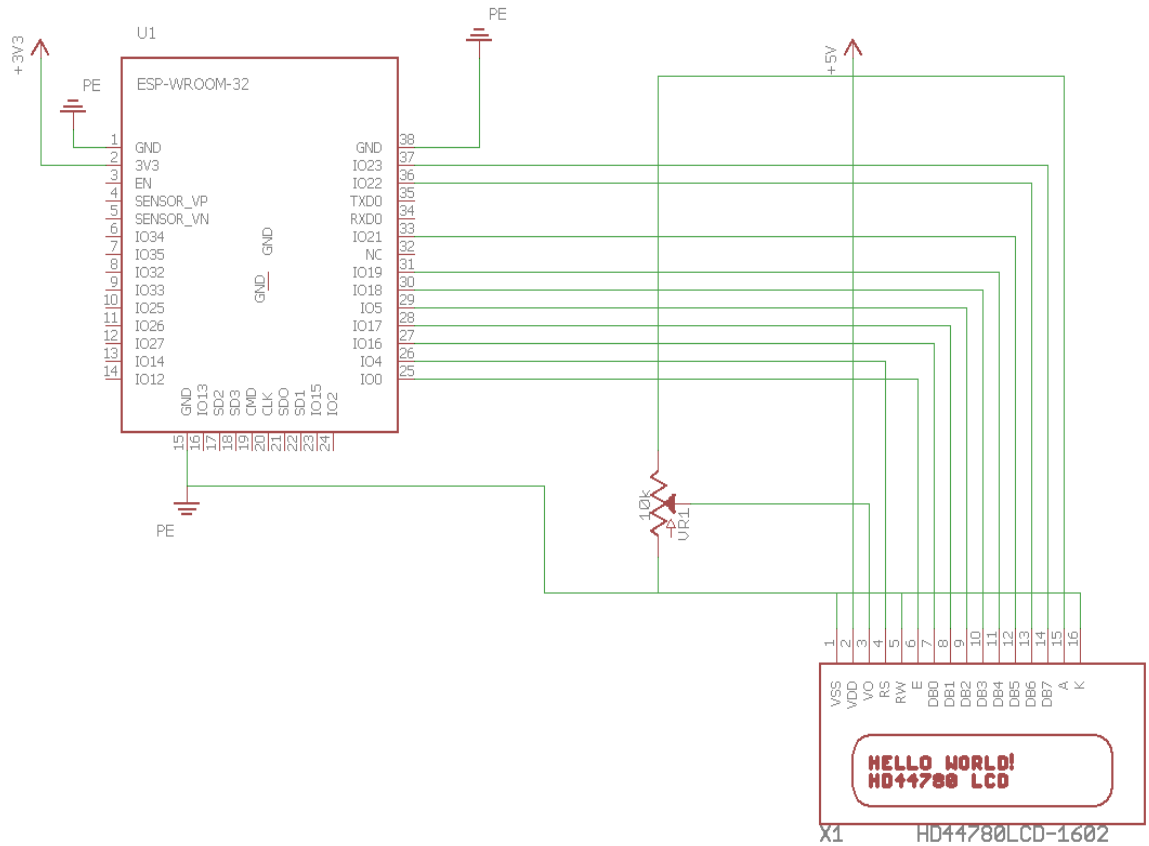 PE
U1
+3V3
+5V
ESP-WROOM-32
PE
1 GND
2 3V3
3 EN
4 SENSOR_VP
5 SENSOR_VN
6 IO34
7 IO35
8 IO32
9 IO33
10 IO25
11 IO26
12 IO27
13 IO14
14 IO12
GND
GND
GND 38
IO23 37
IO22 36
TXD0 35
RXD0 34
IO21 33
NC 32
IO19 31
IO18 30
IO5 29
IO17 28
IO16 27
IO4 26
IO0 25
GND IO13 SD2 SD3 CMD CLK SD0 SD1 IO15 IO2
15 16 17 18 19 20 21 22 23 24
PE
10k
VR1
1 2 3 4 5 6 7 8 9 10 11 12 13 14 15 16
VSS VDD VO RS RW E DB0 DB1 DB2 DB3 DB4 DB5 DB6 DB7 A K
HELLO WORLD!
HD44780 LCD
X1 HD44780LCD-1602